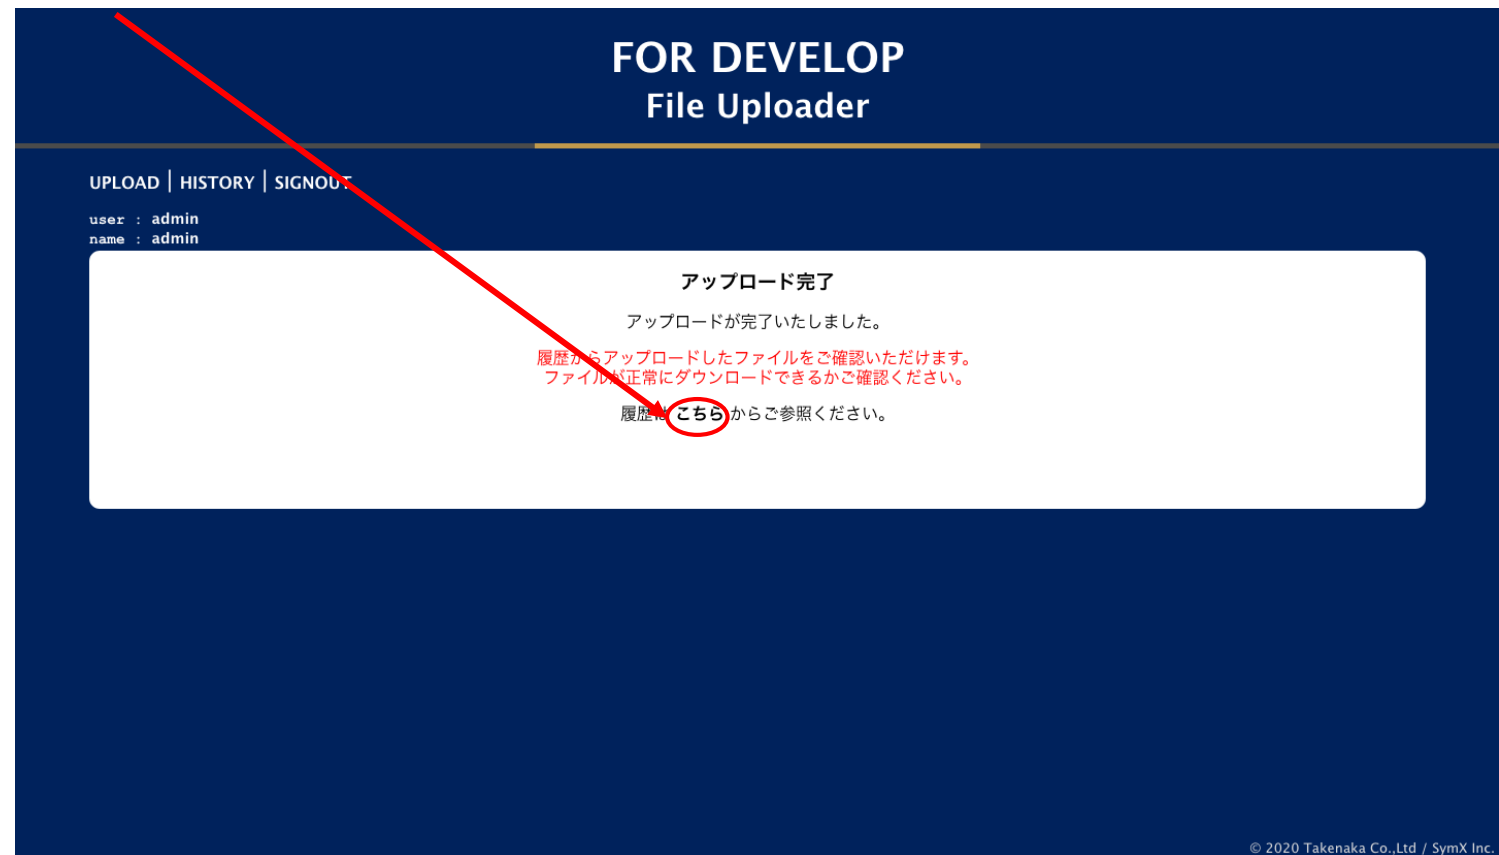 FOR DEVELOP
File Uploader
UPLOAD | HISTORY | SIGNOUT
user : admin
name : admin
アップロード完了
アップロードが完了いたしました。
履歴からアップロードしたファイルをご確認いただけます。
ファイルが正常にダウンロードできるかご確認ください。
履歴は こちら からご参照ください。
© 2020 Takenaka Co.,Ltd / SymX Inc.